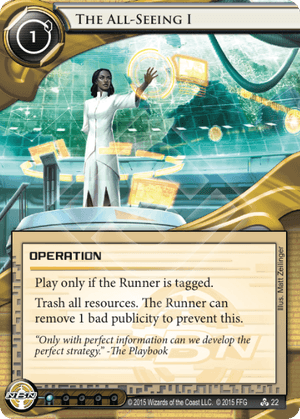 The All-Seeing I
1
OPERATION
Play only if the Runner is tagged.
Trash all resources. The Runner can
remove 1 bad publicity to prevent this.
"Only with perfect information can we develop the
perfect strategy." -The Playbook
Illus. Matt Zeilinger
NBN
© 2015 Wizards of the Coast LLC. © 2015 FFG
22